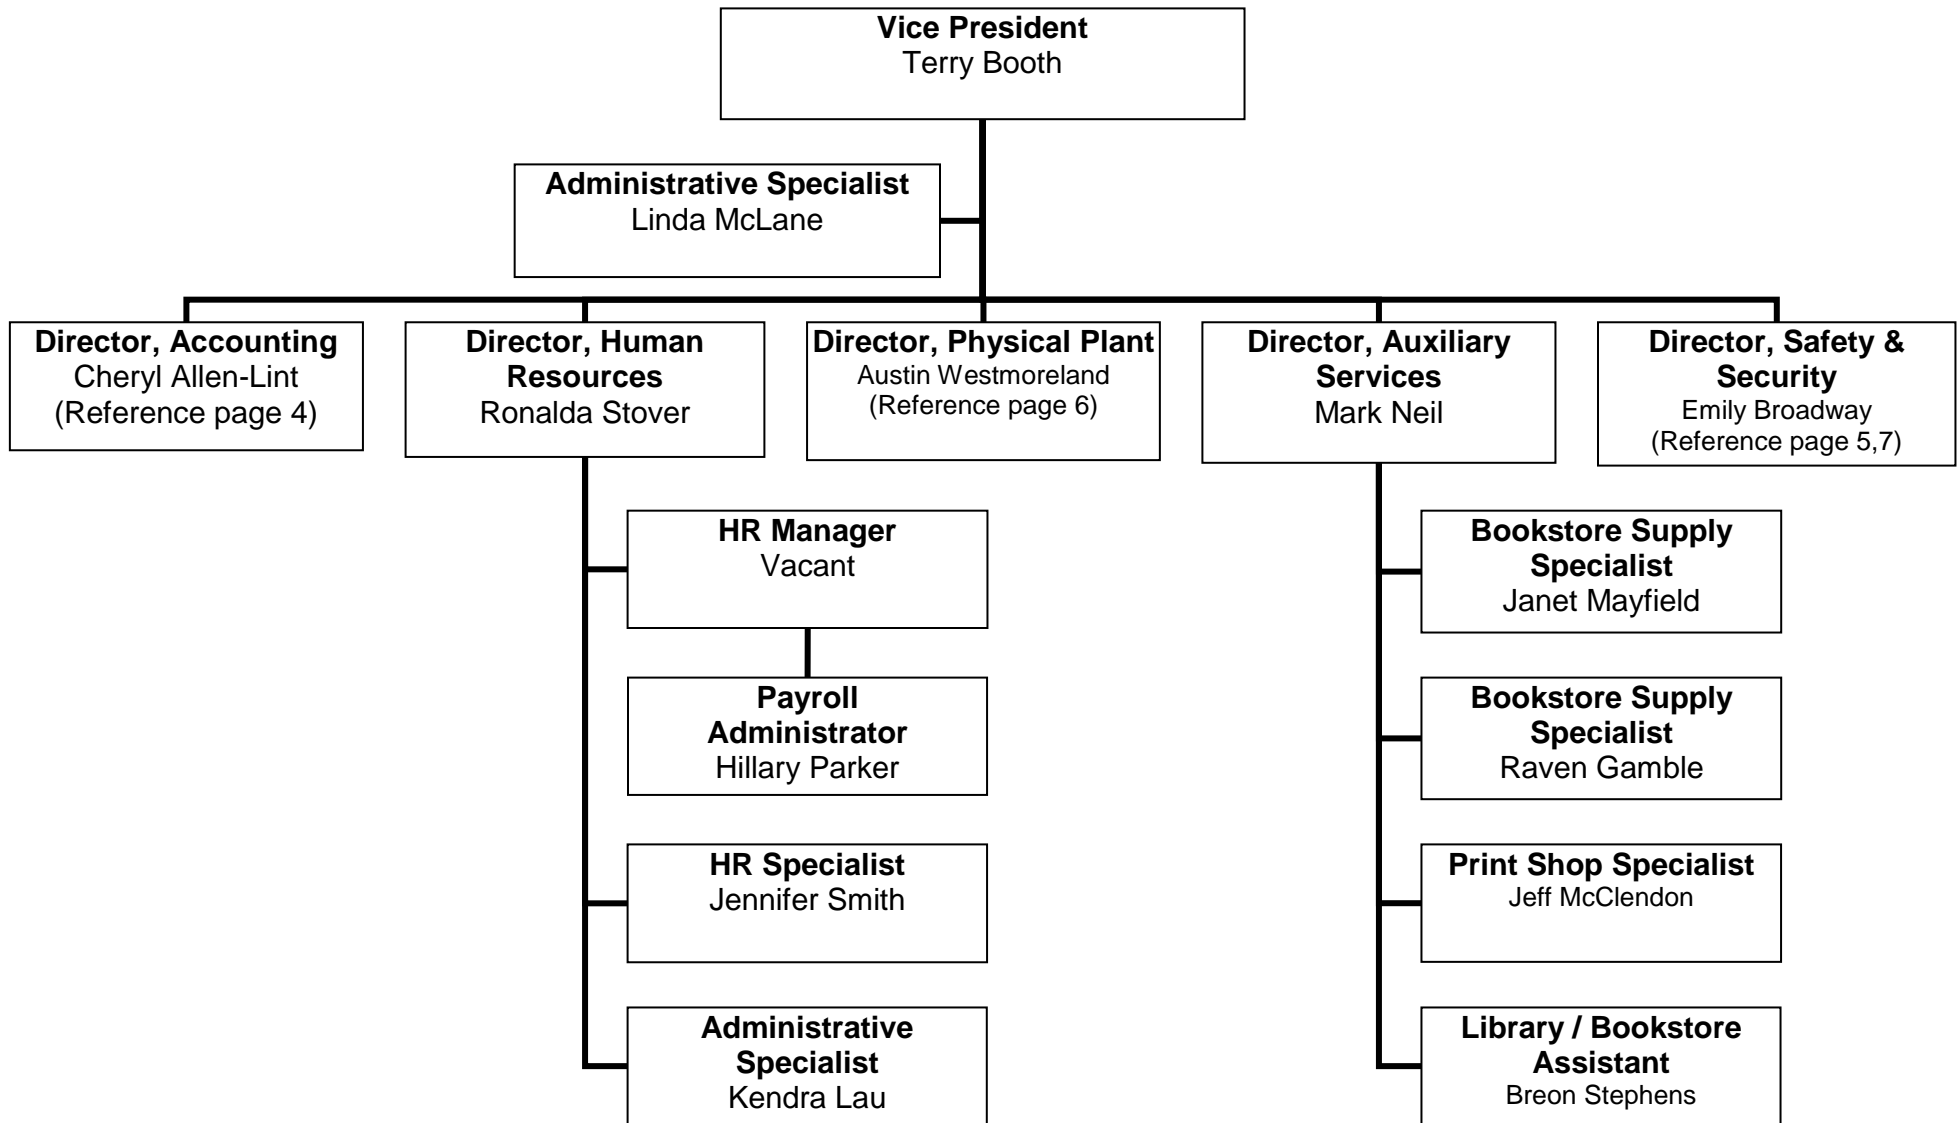 Vice President
Terry Booth
Administrative Specialist
Linda McLane
Director, Accounting
Cheryl Allen-Lint
(Reference page 4)
Director, Human
Resources
Ronalda Stover
Director, Physical Plant
Austin Westmoreland
(Reference page 6)
Director, Auxiliary
Services
Mark Neil
Director, Safety &
Security
Emily Broadway
(Reference page 5,7)
HR Manager
Vacant
Payroll
Administrator
Hillary Parker
HR Specialist
Jennifer Smith
Administrative
Specialist
Kendra Lau
Bookstore Supply
Specialist
Janet Mayfield
Bookstore Supply
Specialist
Raven Gamble
Print Shop Specialist
Jeff McClendon
Library / Bookstore
Assistant
Breon Stephens